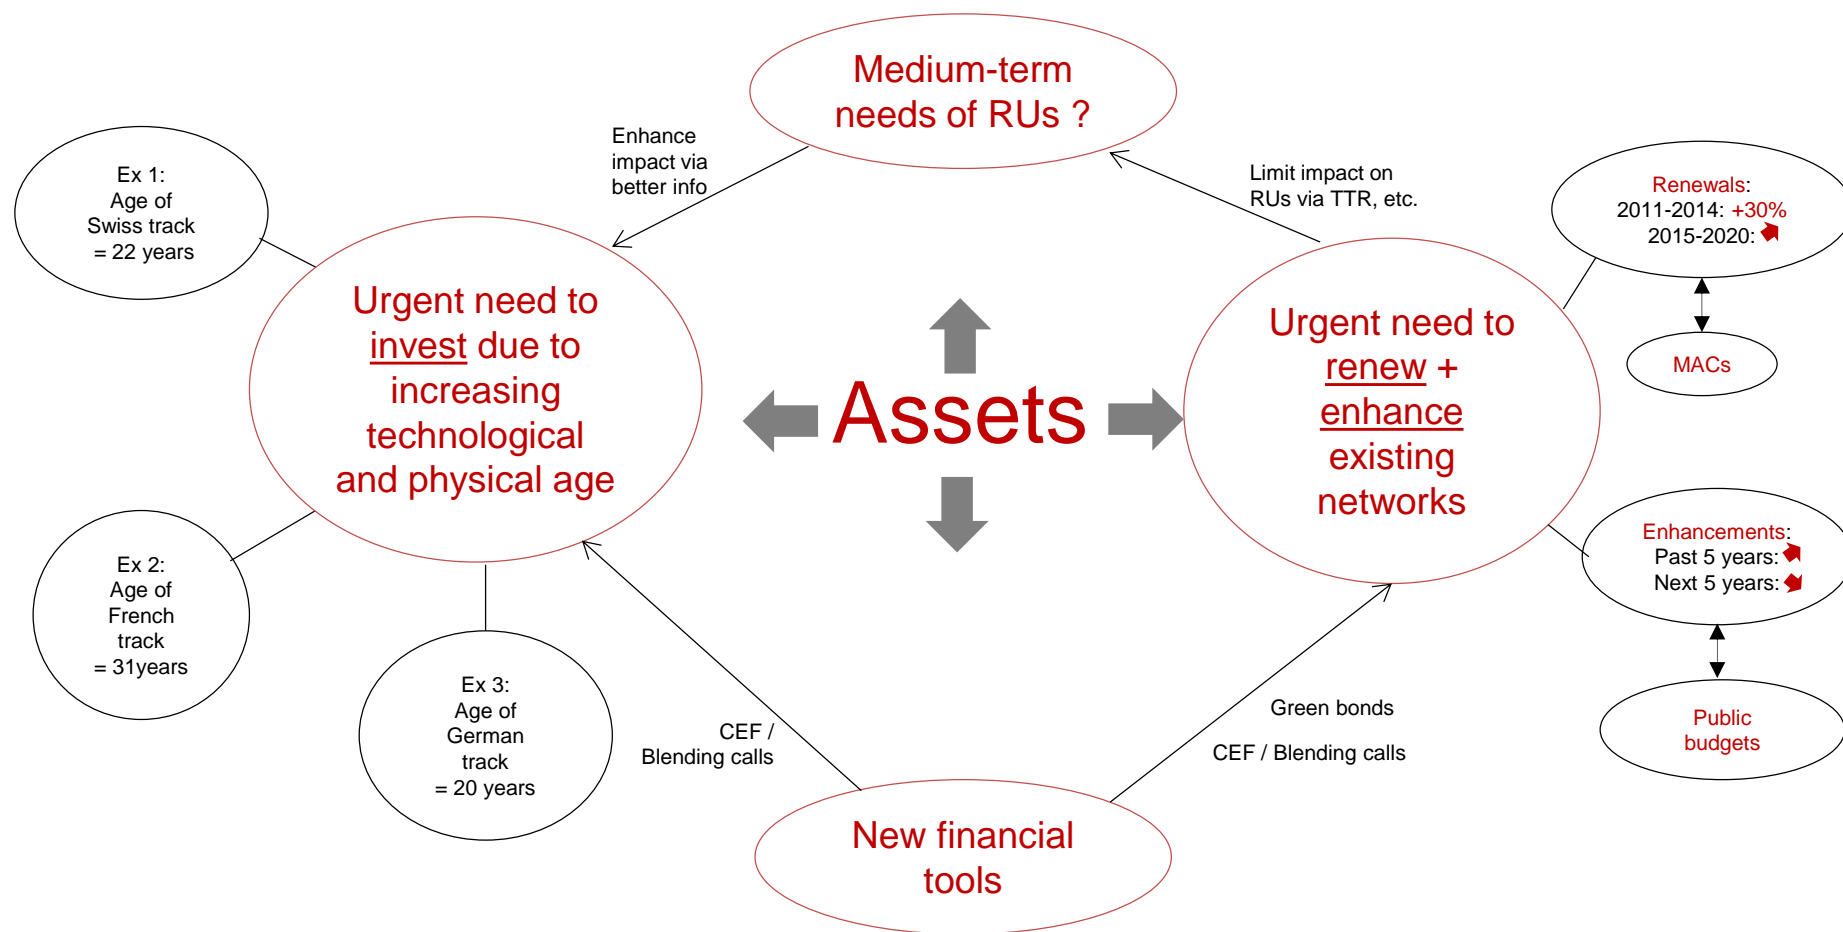 Medium-term
needs of RUs ?
Enhance
impact via
better info
Limit impact on
RUs via TTR, etc.
Ex 1:
Age of
Swiss track
= 22 years
Renewals:
2011-2014: +30%
2015-2020:
MACs
Urgent need to
invest due to
increasing
technological
and physical age
Assets
Urgent need to
renew +
enhance
existing
networks
Enhancements:
Past 5 years:
Next 5 years:
Public
budgets
Ex 2:
Age of
French
track
= 31years
Ex 3:
Age of
German
track
= 20 years
CEF /
Blending calls
Green bonds
CEF / Blending calls
New financial
tools